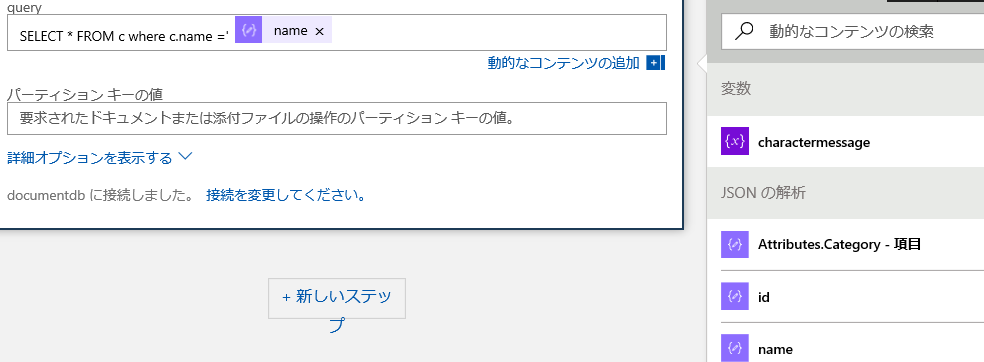 query
SELECT * FROM c where c.name =' name ×
動的なコンテンツの追加
パーティション キーの値
要求されたドキュメントまたは添付ファイルの操作のパーティション キーの値。
詳細オプションを表示する
documentdb に接続しました。 接続を変更してください。
+ 新しいステッ
プ
動的なコンテンツの検索
変数
charactermessage
JSON の解析
Attributes.Category - 項目
id
name